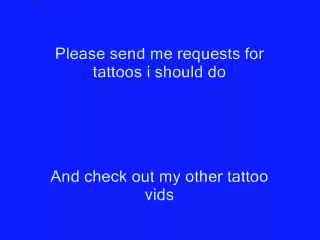 Please send me requests for
tattoos i should do
And check out my other tattoo
vids